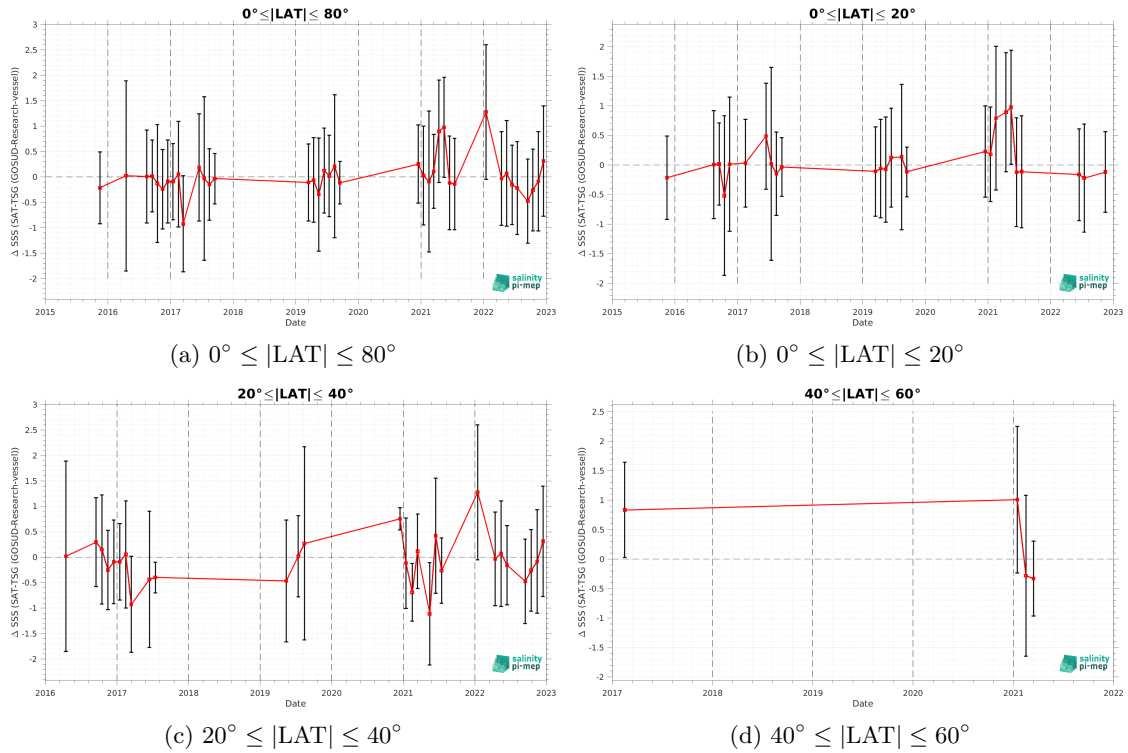 0°≤|LAT|≤ 80°
Δ SSS (SAT-TSG (GOSUD-Research-vessel))
3
2.5
2
1.5
1
0.5
0
-0.5
-1
-1.5
-2
2015 2016 2017 2018 2019 2020 2021 2022 2023
Date
salinity
pi-mep
(a) 0° ≤ |LAT| ≤ 80°
0°≤|LAT|≤ 20°
Δ SSS (SAT-TSG (GOSUD-Research-vessel))
2
1.5
1
0.5
0
-0.5
-1
-1.5
-2
2015 2016 2017 2018 2019 2020 2021 2022 2023
Date
salinity
pi-mep
(b) 0° ≤ |LAT| ≤ 20°
20°≤|LAT|≤ 40°
Δ SSS (SAT-TSG (GOSUD-Research-vessel))
3
2.5
2
1.5
1
0.5
0
-0.5
-1
-1.5
-2
2016 2017 2018 2019 2020 2021 2022 2023
Date
salinity
pi-mep
(c) 20° ≤ |LAT| ≤ 40°
40°≤|LAT|≤ 60°
Δ SSS (SAT-TSG (GOSUD-Research-vessel))
2.5
2
1.5
1
0.5
0
-0.5
-1
-1.5
-2
2017 2018 2019 2020 2021 2022
Date
salinity
pi-mep
(d) 40° ≤ |LAT| ≤ 60°